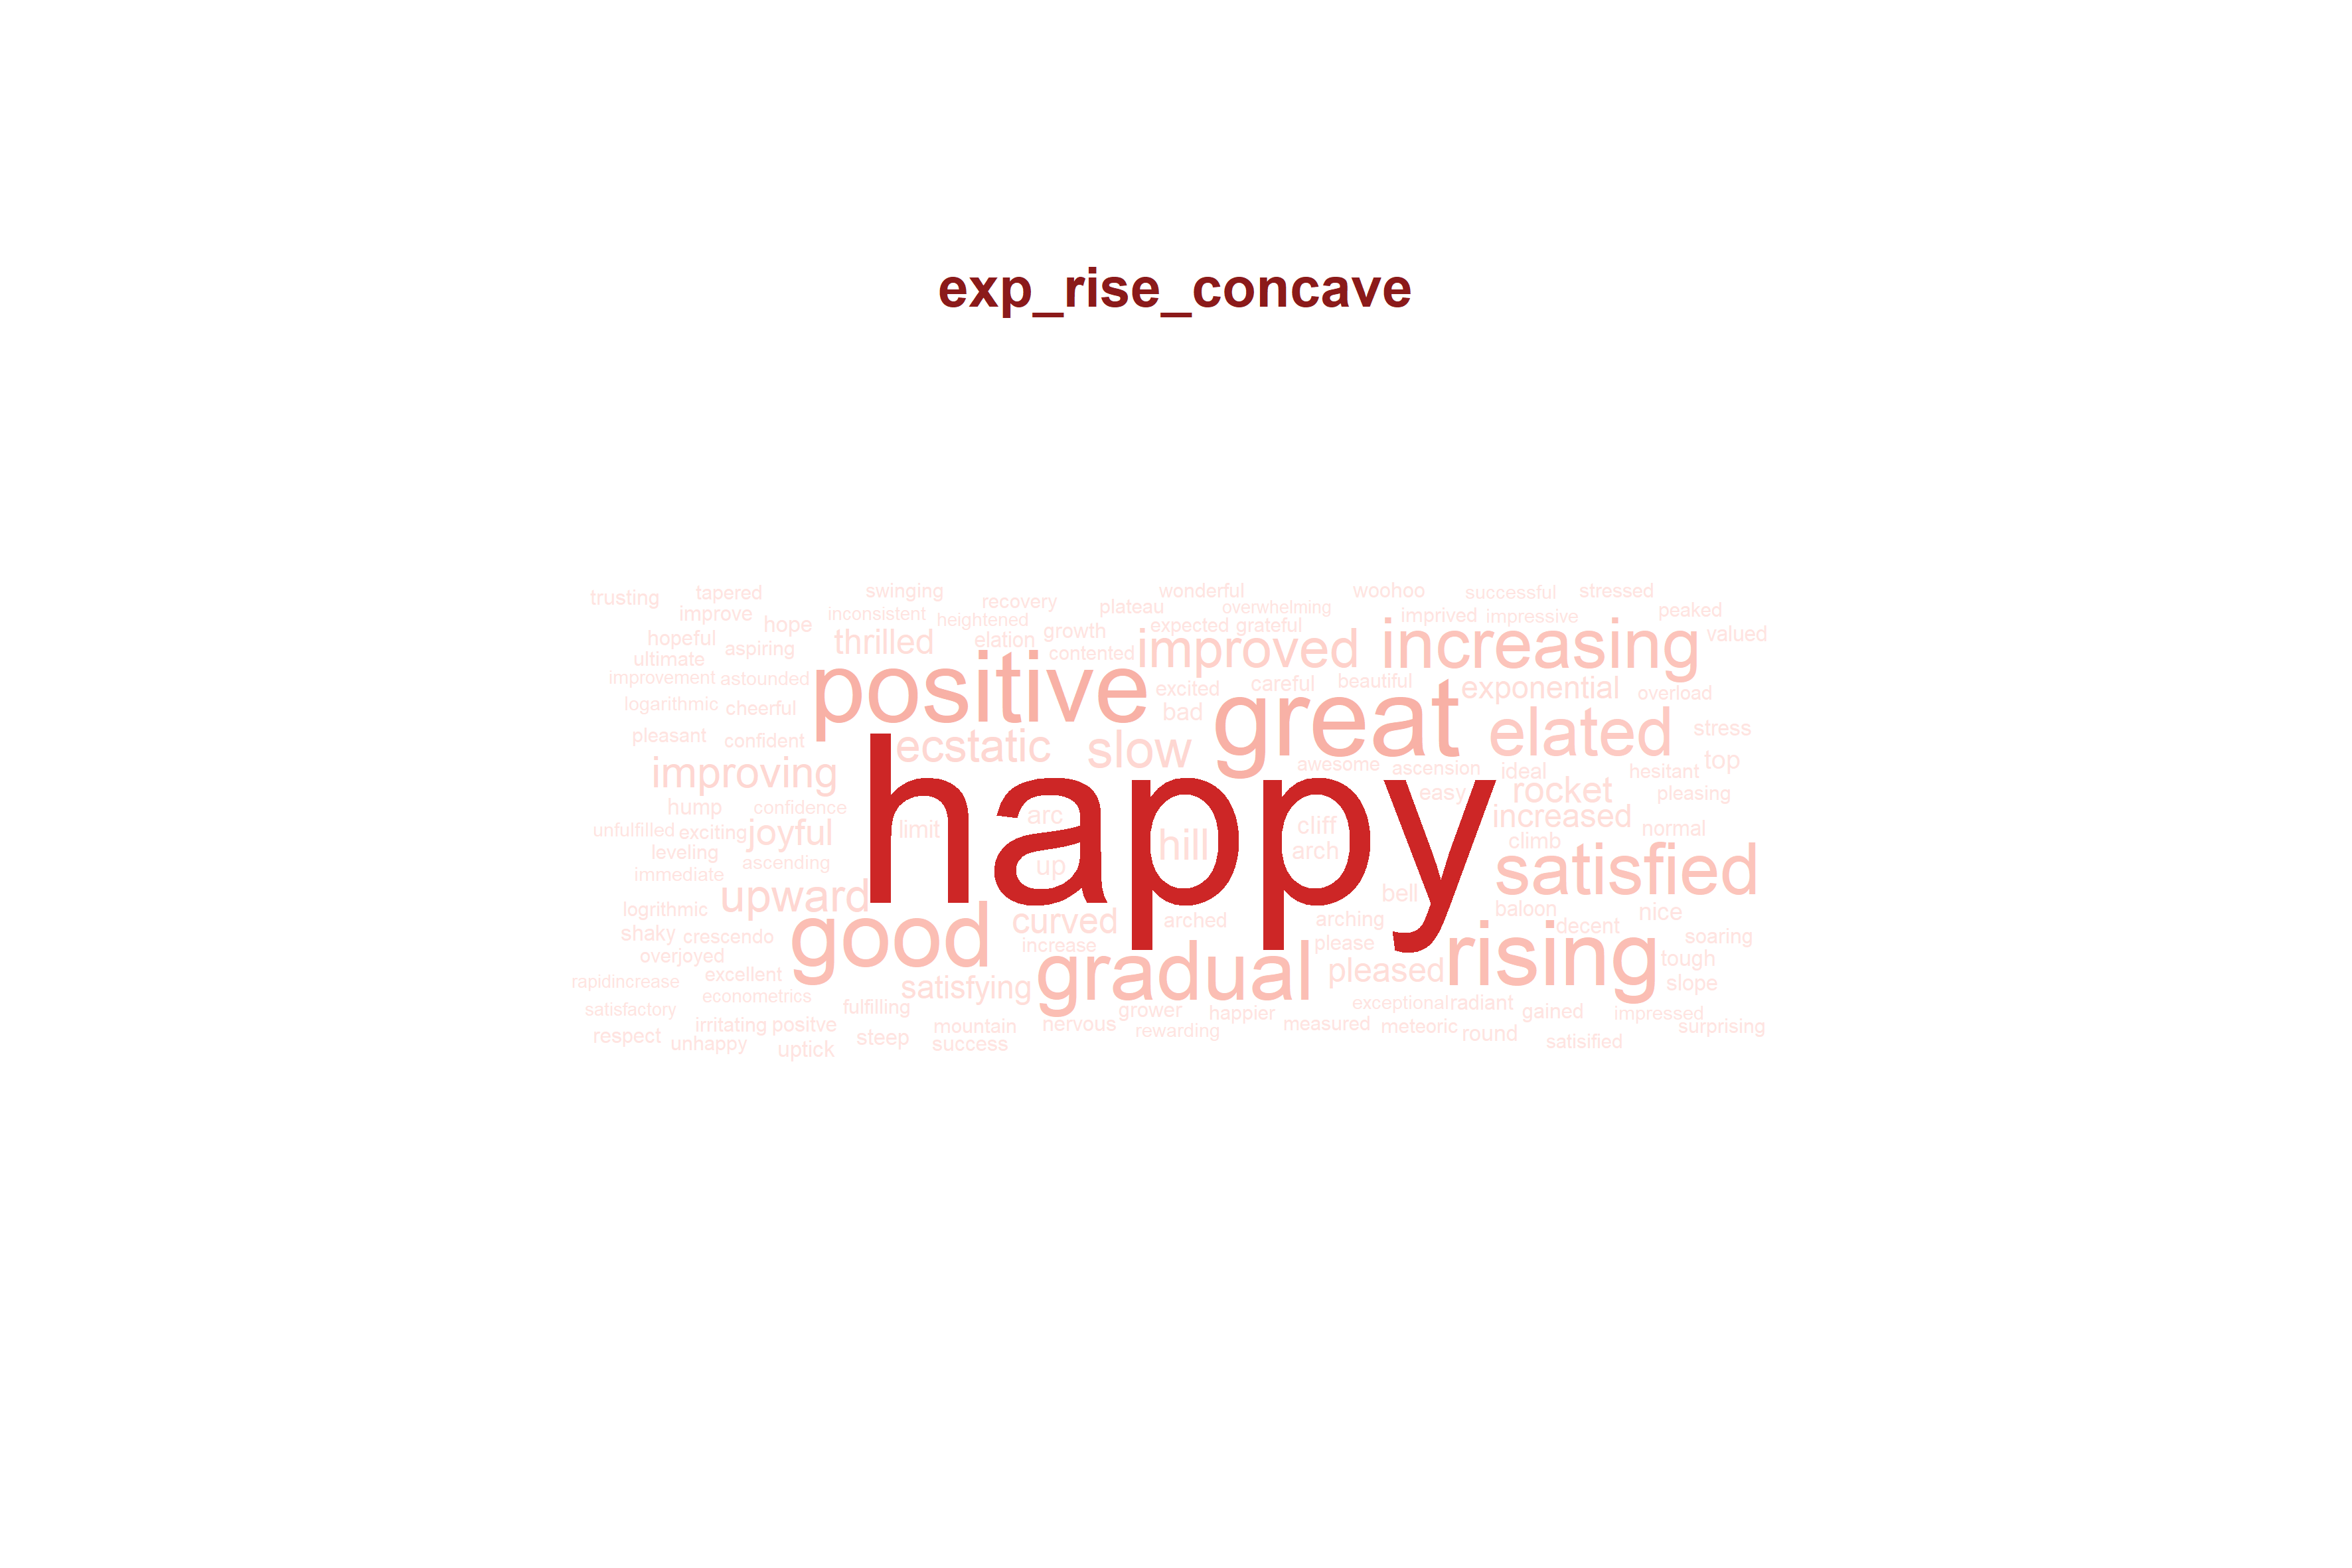 exp_rise_concave
trusting tapered swinging recovery wonderful woohoo successful stressed
improve hope inconsistent heightened plateau overwhelming imprived impressive peaked
hopeful aspiring thrilled elation growth expected grateful improved increasing valued
ultimate contented
improvement astounded positive excited careful beautiful great exponential overload
logarithmic cheerful bad
pleasant confident ecstatic slow elated stress
improving awesome ascension ideal hesitant top
hump confidence happy easy rocket pleasing
unfulfilled exciting joyful limit arc hill cliff increased normal
leveling ascending up arch climb satisfied
immediate upward bell
logrithmic good curved arched arching baloon decent nice
shaky crescendo increase please rising soaring
overjoyed gradual pleased tough
rapidincrease excellent satisfying slope
satisfactory econometrics fulfilling grower happier exceptional radiant gained impressed
respect irritating positve steep mountain nervous rewarding measured meteoric round surprising
unhappy uptick success satisified